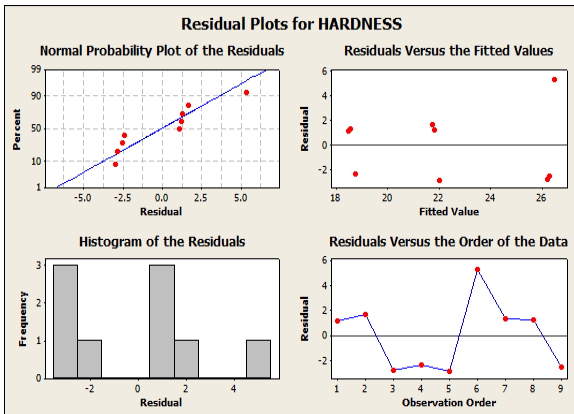 Residual Plots for HARDNESS
Normal Probability Plot of the Residuals
Percent
99
90
50
10
1
-5.0 -2.5 0.0 2.5 5.0
Residual
Residuals Versus the Fitted Values
Residual
6
4
2
0
-2
18 20 22 24 26
Fitted Value
Histogram of the Residuals
Frequency
3
2
1
0
-2 0 2 4
Residual
Residuals Versus the Order of the Data
Residual
6
4
2
0
-2
1 2 3 4 5 6 7 8 9
Observation Order